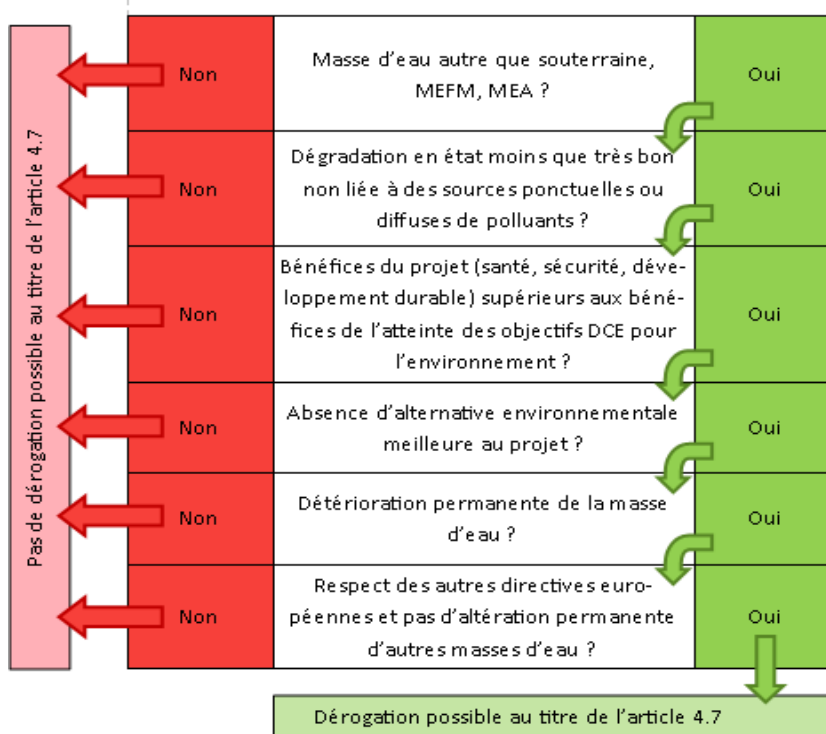 Pas de dérogation possible au titre de l'article 4.7
Non
Masse d'eau autre que souterraine,
MEFM, MEA ?
Oui
Non
Dégradation en état moins que très bon
non liée à des sources ponctuelles ou
diffuses de polluants ?
Oui
Non
Bénéfices du projet (santé, sécurité, déve-
loppement durable) supérieurs aux béné-
fices de l'atteinte des objectifs DCE pour
l'environnement ?
Oui
Non
Absence d'alternative environnementale
meilleure au projet ?
Oui
Non
Détérioration permanente de la masse
d'eau ?
Oui
Non
Respect des autres directives euro-
péennes et pas d'altération permanente
d'autres masses d'eau ?
Oui
Dérogation possible au titre de l'article 4.7